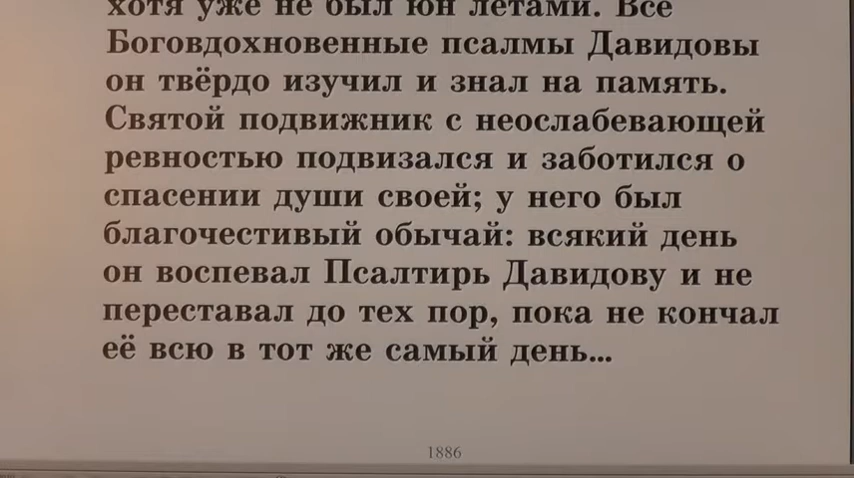 хотя уже не был юн летами. Все
Боговдохновенные псалмы Давидовы
он твёрдо изучил и знал на память.
Святой подвижник с неослабевающей
ревностью подвизался и заботился о
спасении души своей; у него был
благочестивый обычай: всякий день
он воспевал Псалтирь Давидову и не
переставал до тех пор, пока не кончал
её всю в тот же самый день...
1886